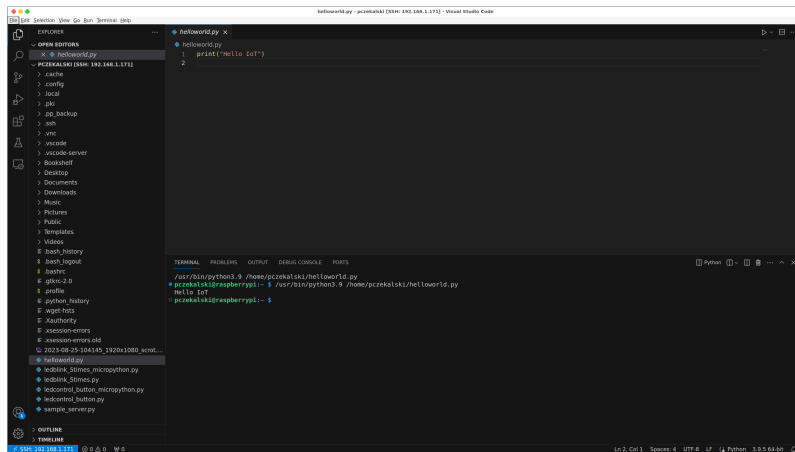 helloworld.py - pczekalski [SSH: 192.168.1.171] - Visual Studio Code
File Edit Selection View Go Run Terminal Help
EXPLORER
OPEN EDITORS
helloworld.py
PCZEKALSKI [SSH: 192.168.1.171]
.cache
.config
.local
.pki
.pp_backup
.ssh
.vnc
.vscode
.vscode-server
Bookshelf
Desktop
Documents
Downloads
Music
Pictures
Public
Templates
Videos
.bash_history
.bash_logout
.bashrc
.gtkrc-2.0
.profile
.python_history
.wget-hsts
.Xauthority
.xsession-errors
.xsession-errors.old
2023-08-25-104145_1920x1080_scrot....
helloworld.py
ledblink_5times_micropython.py
ledblink_5times.py
ledcontrol_button_micropython.py
ledcontrol_button.py
sample_server.py
OUTLINE
TIMELINE
helloworld.py
helloworld.py
1 print("Hello IoT")
2
TERMINAL PROBLEMS OUTPUT DEBUG CONSOLE PORTS
Python
/usr/bin/python3.9 /home/pczekalski/helloworld.py
pczekalski@raspberrypi:~ $ /usr/bin/python3.9 /home/pczekalski/helloworld.py
Hello IoT
pczekalski@raspberrypi:~ $
SSH: 192.168.1.171 0 0 0
Ln 2, Col 1 Spaces: 4 UTF-8 LF Python 3.9.5 64-bit